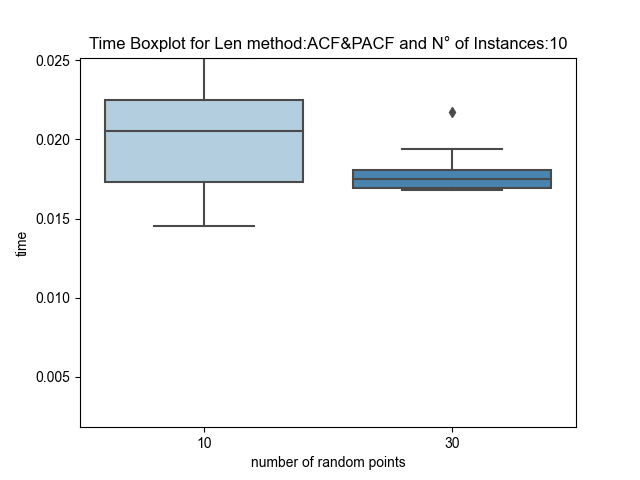 Time Boxplot for Len method:ACF&PACF and N° of Instances:10
0.025
0.020
0.015
0.010
0.005
time
10
30
number of random points